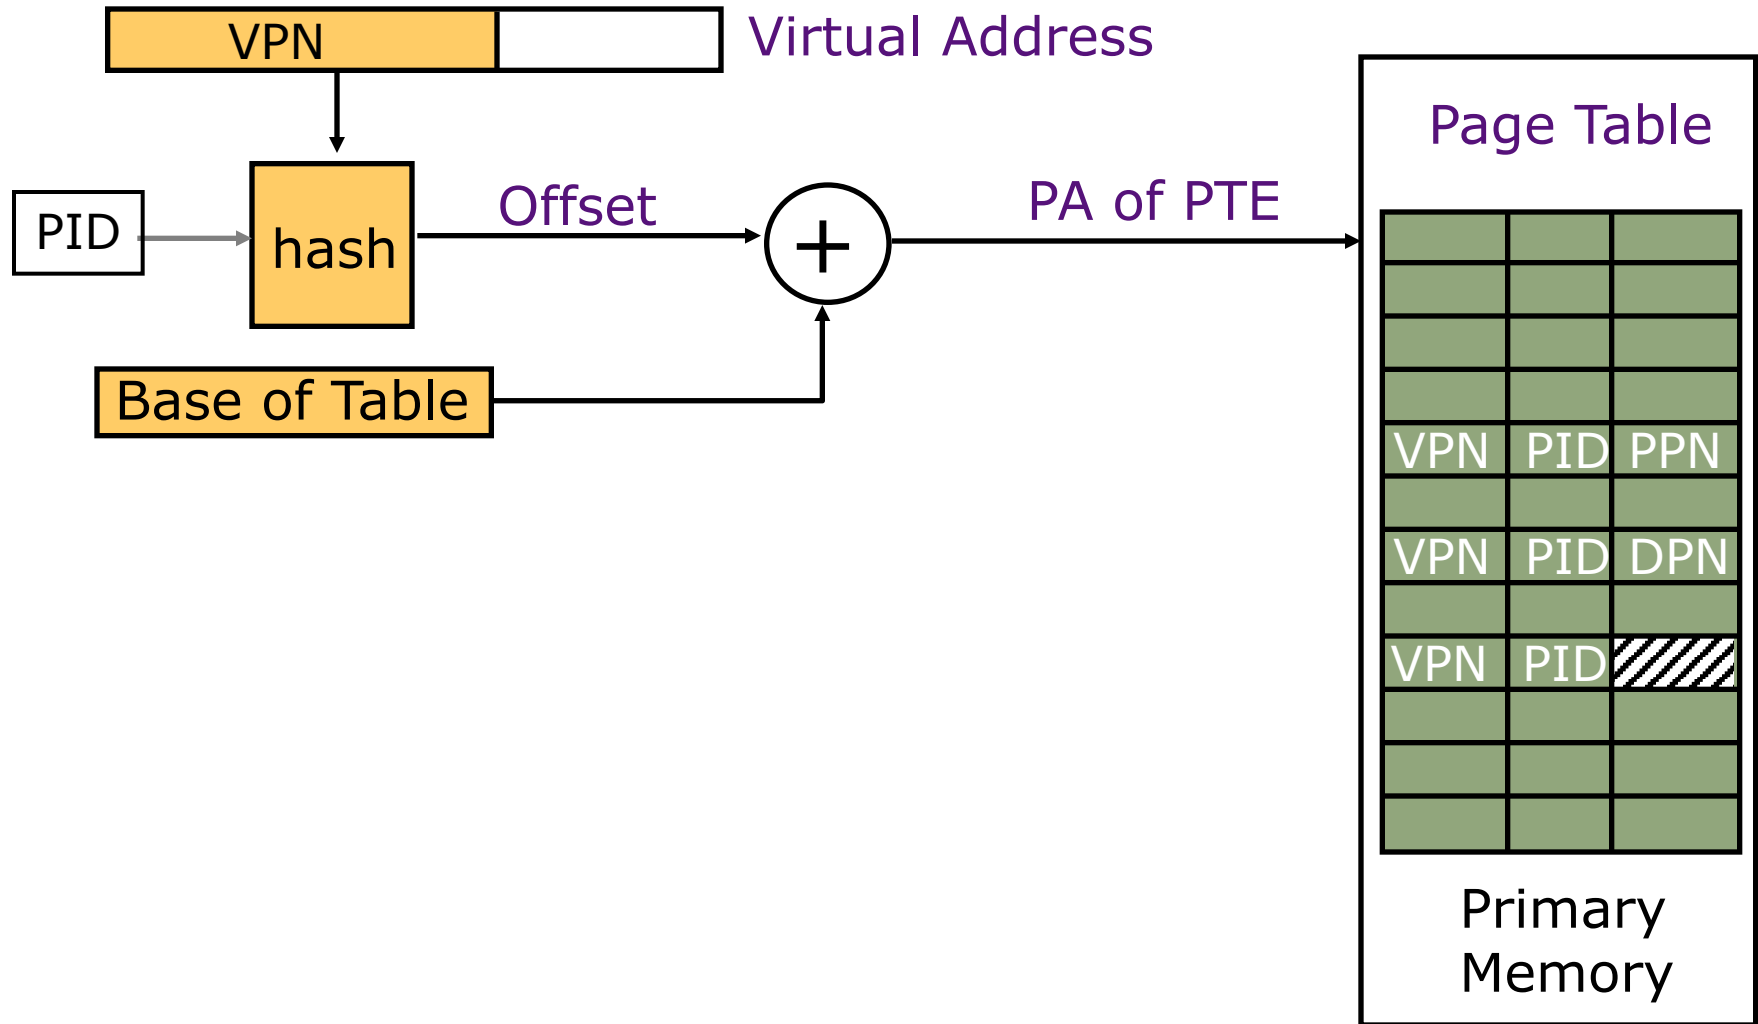 VPN
Virtual Address
Page Table
PID
hash
Offset
+
PA of PTE
Base of Table
VPN PID PPN
VPN PID DPN
VPN PID
Primary
Memory